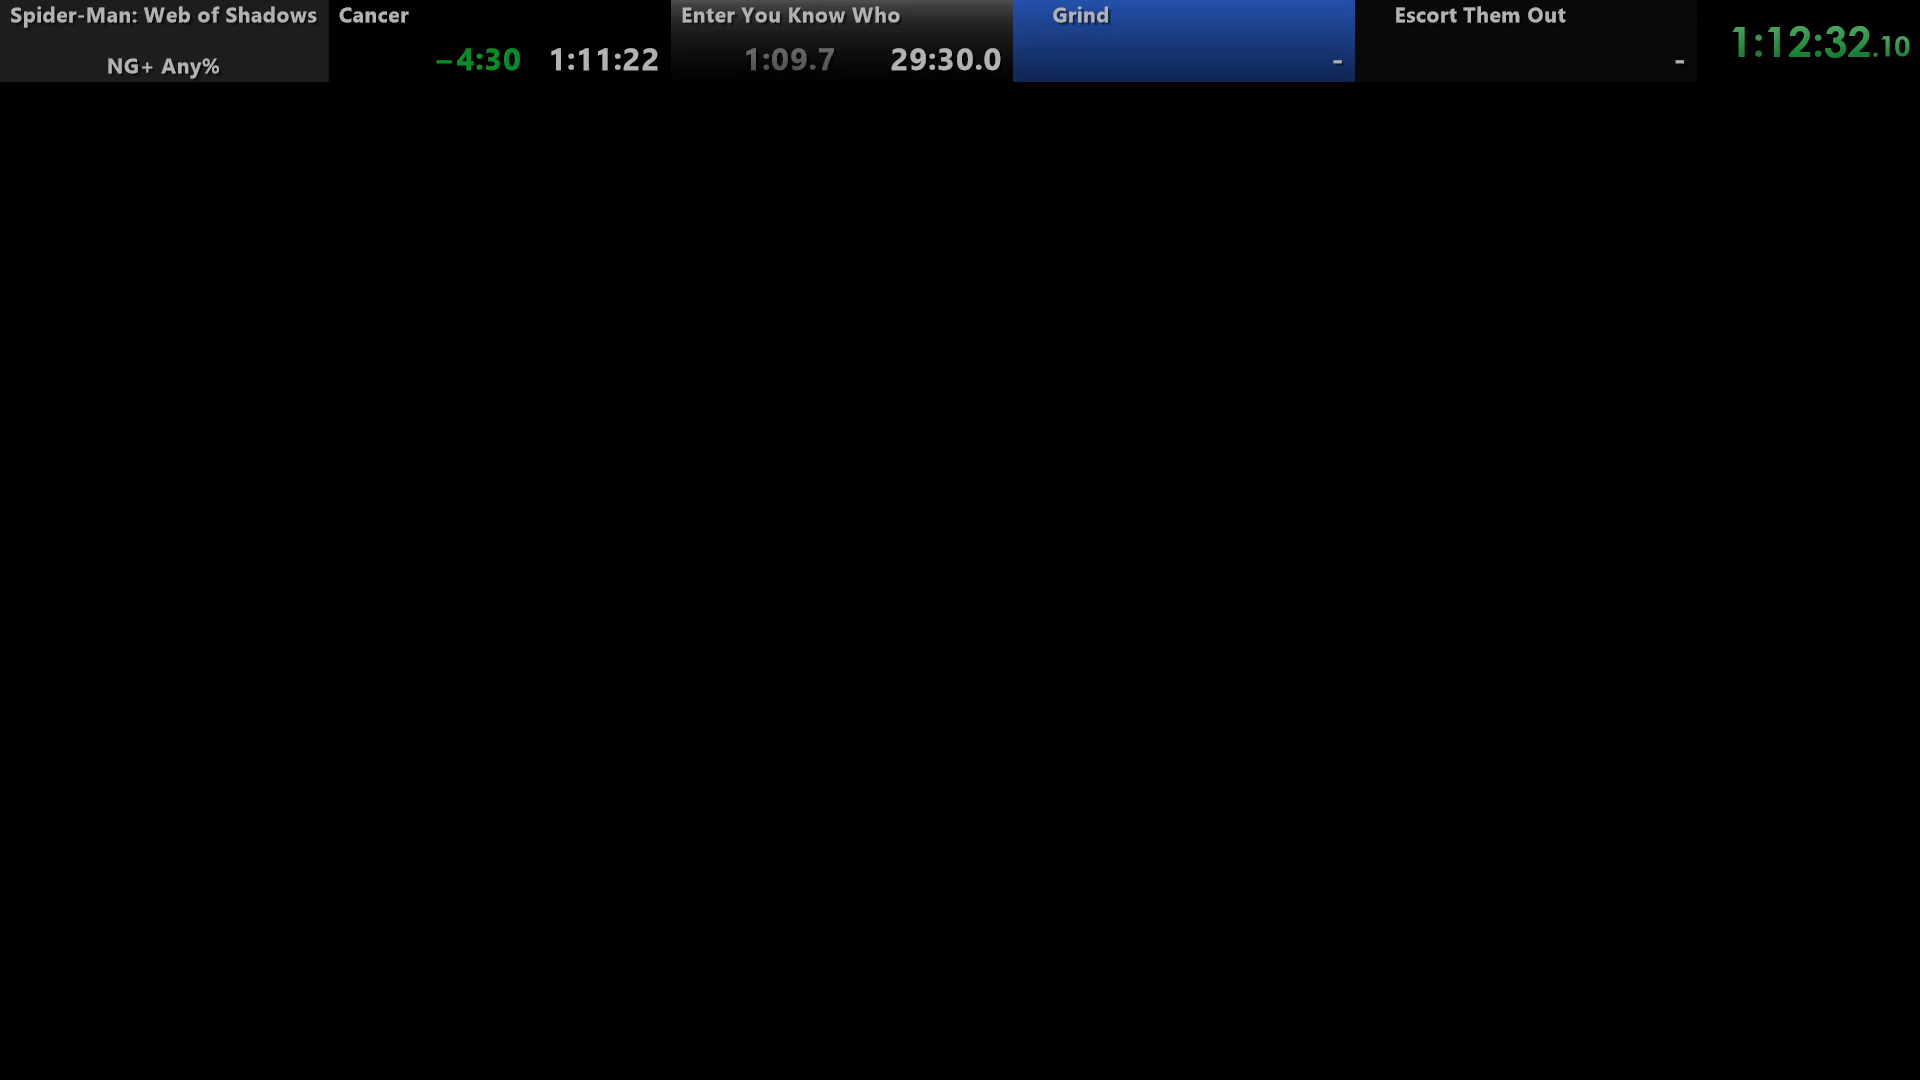 Spider-Man: Web of Shadows
NG+ Any%
Cancer
−4:30 1:11:22
Enter You Know Who
1:09.7 29:30.0
Grind
-
Escort Them Out
-
1:12:32.10